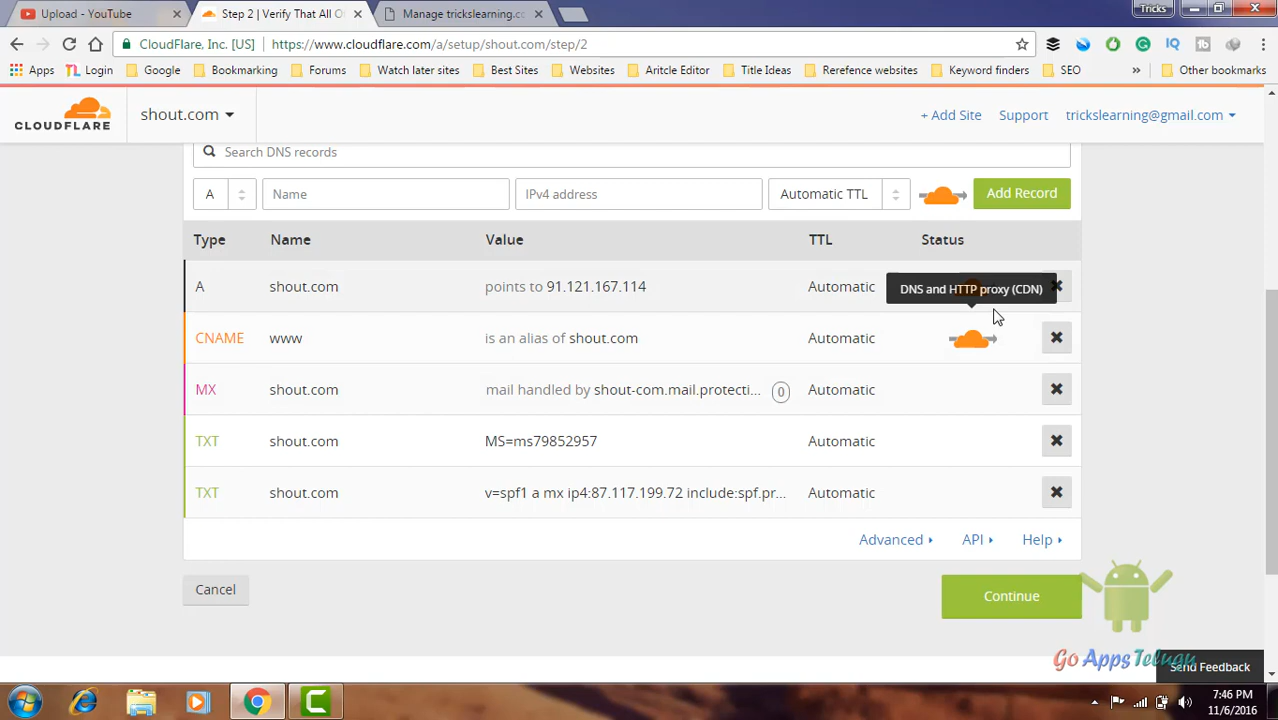 Upload - YouTube
Step 2 | Verify That All O
Manage trickslearning.co
Tricks
CloudFlare, Inc. [US]
https://www.cloudflare.com/a/setup/shout.com/step/2
Apps
Login
Google
Bookmarking
Forums
Watch later sites
Best Sites
Websites
Aritcle Editor
Title Ideas
Rerefence websites
Keyword finders
SEO
»
Other bookmarks
CLOUDFLARE
shout.com
+ Add Site
Support
trickslearning@gmail.com
Search DNS records
A
Name
IPv4 address
Automatic TTL
Add Record
Type Name Value TTL Status
A shout.com points to 91.121.167.114 Automatic
DNS and HTTP proxy (CDN)
CNAME www is an alias of shout.com Automatic
MX shout.com mail handled by shout-com.mail.protecti... 0 Automatic
TXT shout.com MS=ms79852957 Automatic
TXT shout.com v=spf1 a mx ip4:87.117.199.72 include:spf.pr... Automatic
Advanced
API
Help
Cancel
Continue
Go Apps Telugu
Send Feedback
7:46 PM
11/6/2016